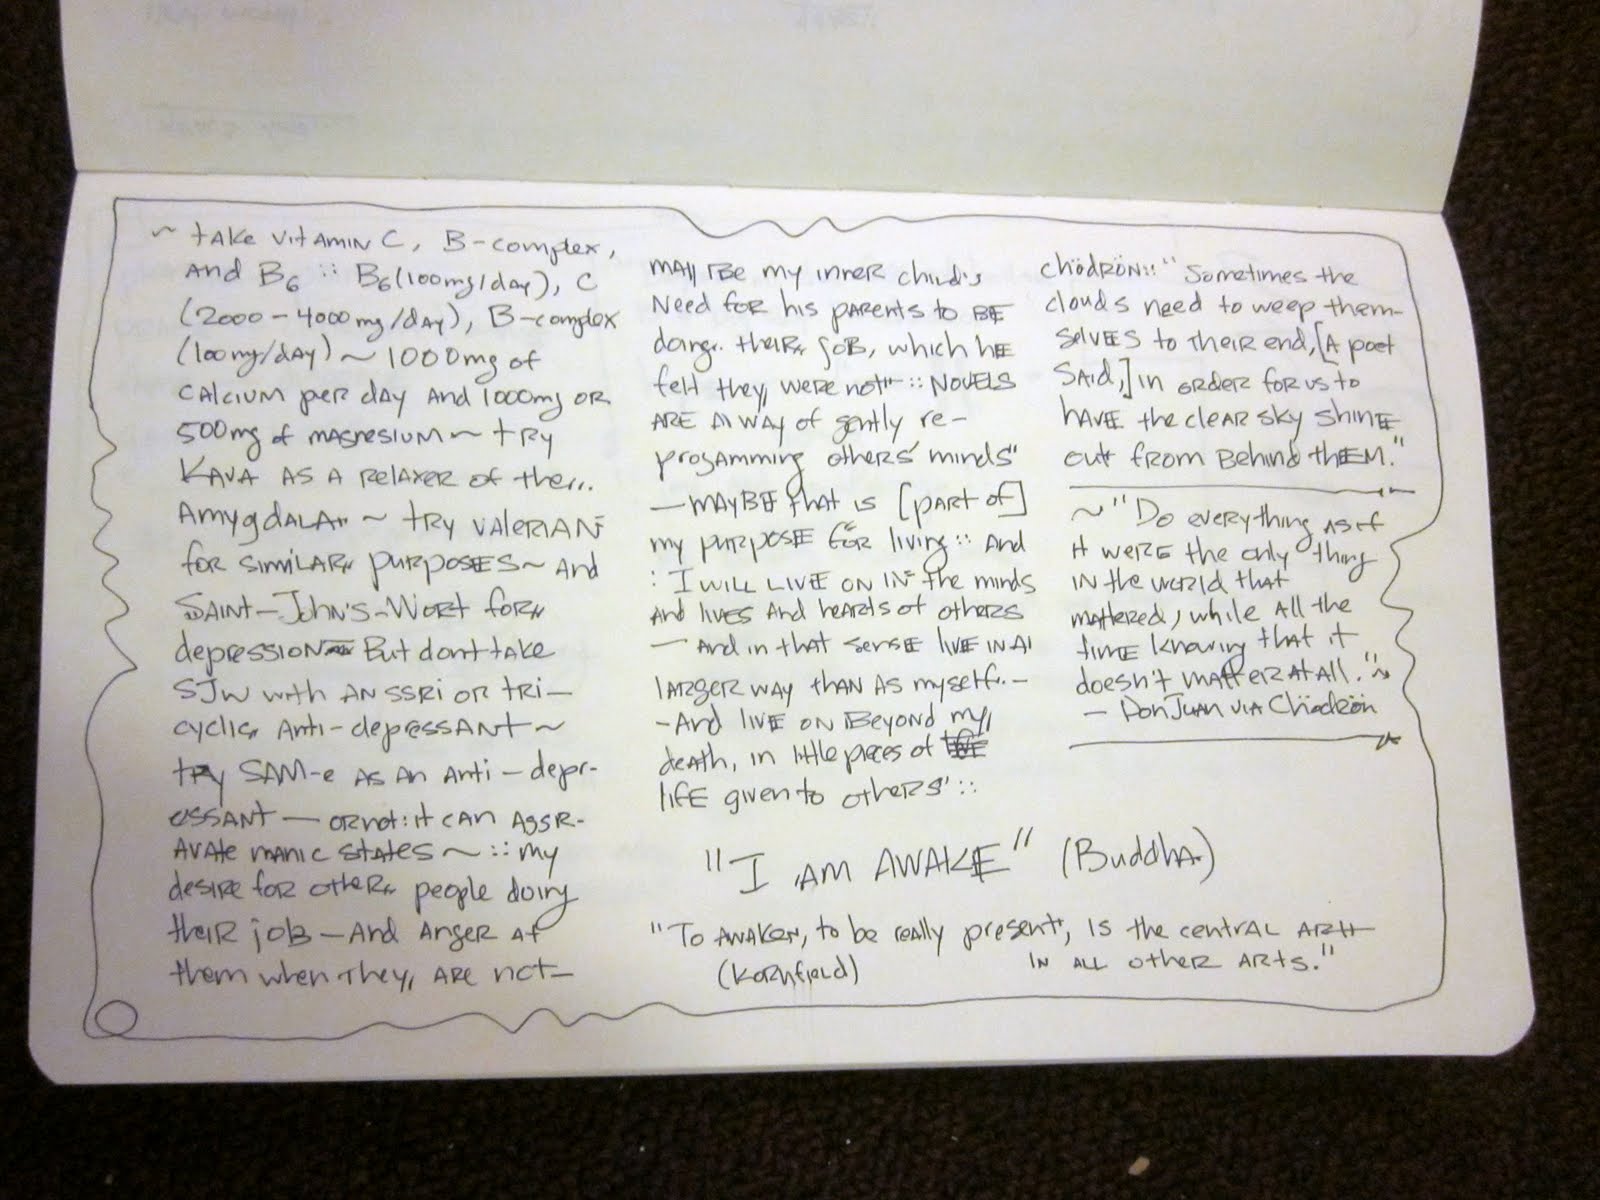 ~ take vitamin C, B-complex,
and B6 :: B6 (100mg/day), C
(2000-4000mg/day), B-complex
(100mg/day) ~ 1000mg of
calcium per day and 1000mg or
500mg of magnesium ~ try
Kava as a relaxer of the...
Amygdala ~ try valerian
for similar purposes ~ and
Saint-John's-Wort for
depression But dont take
SJW with an SSRI or tri-
cyclic anti-depressant ~
try SAM-e as an anti-depr-
essant — or not: it can aggr-
avate manic states ~ :: my
desire for other people doing
their job — and anger at
them when they are not —
may be my inner child's
need for his parents to be
doing their job, which he
felt they were not :: Novels
are a way of gently re-
progamming others' minds
— maybe that is [part of]
my purpose for living :: And
: I will live on in the minds
and lives and hearts of others
— and in that sense live in a
larger way than as myself —
— And live on beyond my
death, in little pieces of
life given to others ::
"I AM AWAKE" (Buddha)
"To awaken, to be really present, is the central art
in all other arts."
(Kornfield)
Chödrön :: "Sometimes the
clouds need to weep them-
selves to their end, [a poet
said,] in order for us to
have the clear sky shine
out from behind them."
~ "Do everything as if
it were the only thing
in the world that
mattered, while all the
time knowing that it
doesn't matter at all." ~
— Don Juan via Chödrön